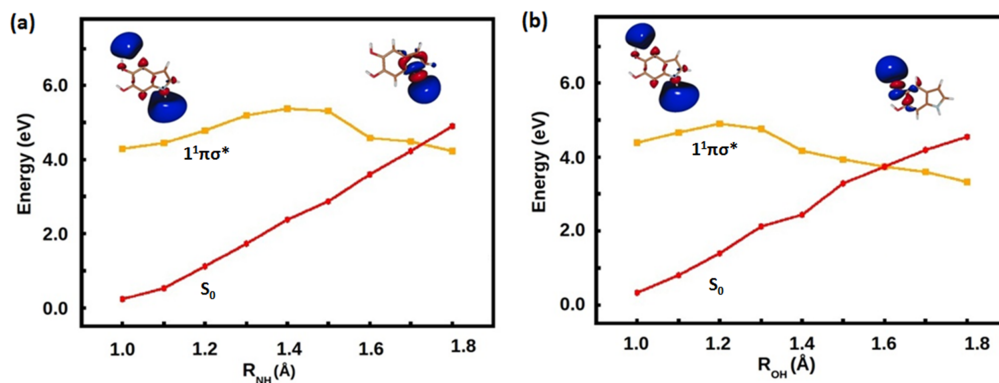 (a)
6.0
4.0
2.0
0.0
Energy (eV)
1¹πσ*
S₀
1.0 1.2 1.4 1.6 1.8
R_NH (Å)
(b)
6.0
4.0
2.0
0.0
Energy (eV)
1¹πσ*
S₀
1.0 1.2 1.4 1.6 1.8
R_OH (Å)